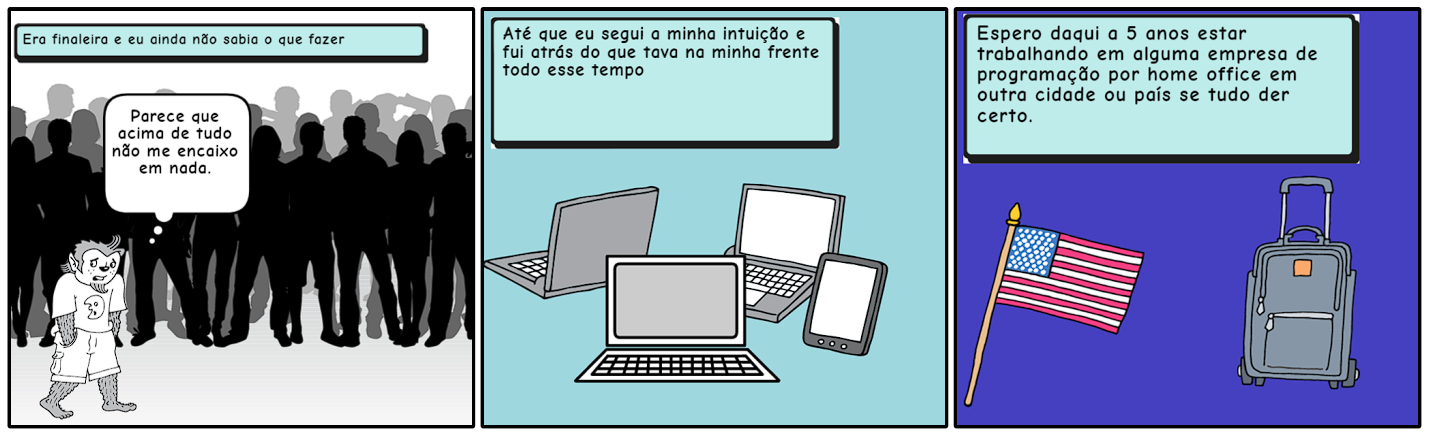 Era finaleira e eu ainda não sabia o que fazer
Parece que
acima de tudo
não me encaixo
em nada.
Até que eu segui a minha intuição e
fui atrás do que tava na minha frente
todo esse tempo
Espero daqui a 5 anos estar
trabalhando em alguma empresa de
programação por home office em
outra cidade ou país se tudo der
certo.